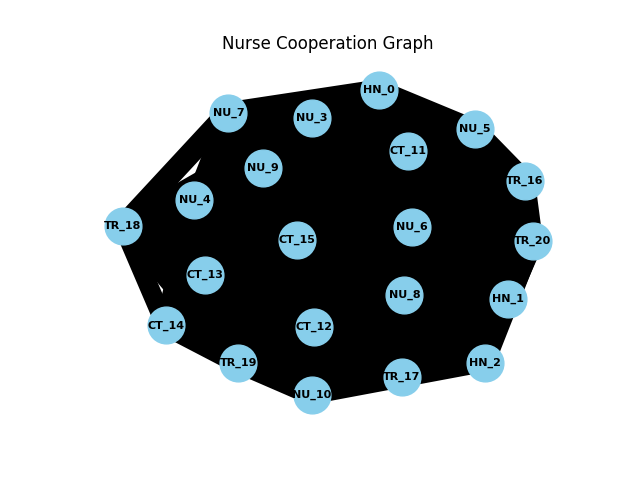 Nurse Cooperation Graph
HN_0
NU_7
NU_3
NU_5
CT_11
NU_9
TR_16
NU_4
TR_18
NU_6
CT_15
TR_20
CT_13
NU_8
HN_1
CT_14
CT_12
TR_19
HN_2
TR_17
NU_10